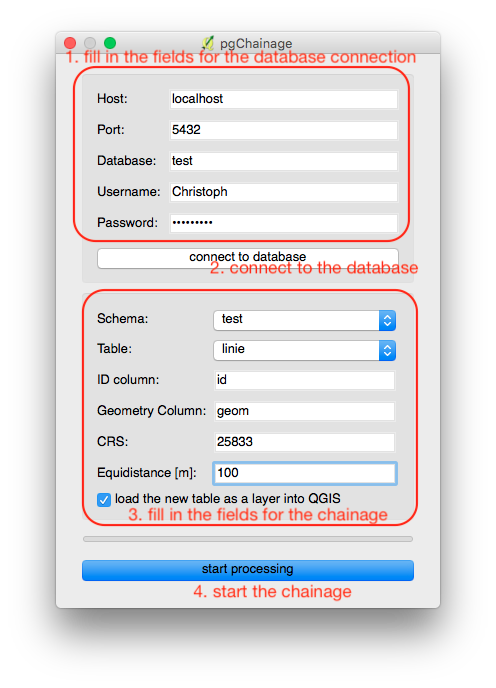 pgChainage
1. fill in the fields for the database connection
Host: localhost
Port: 5432
Database: test
Username: Christoph
Password: •••••••••
connect to database
2. connect to the database
Schema: test
Table: linie
ID column: id
Geometry Column: geom
CRS: 25833
Equidistance [m]: 100
load the new table as a layer into QGIS
3. fill in the fields for the chainage
start processing
4. start the chainage